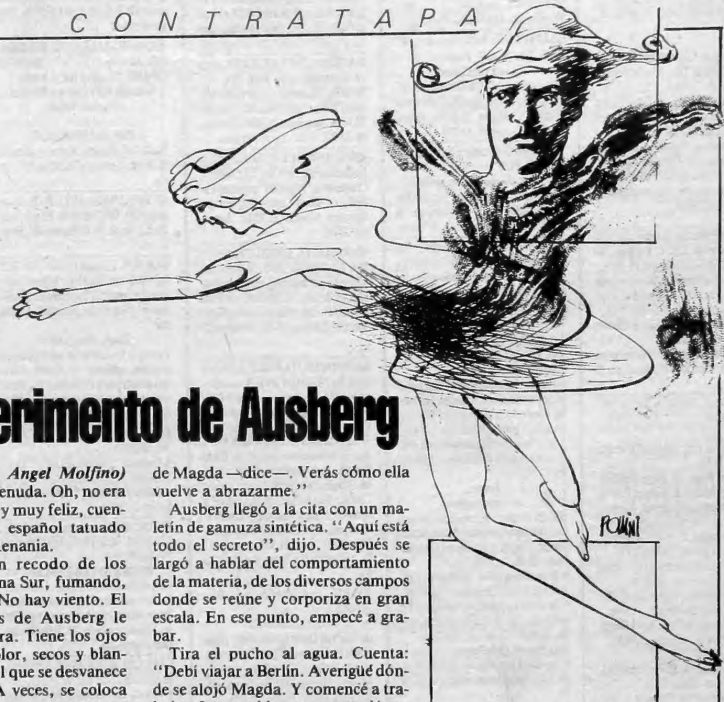 CONTRATAPA
erimento de Ausberg
Angel Molfino)
enuda. Oh, no era
y muy feliz, cuen-
español tatuado
enania.
n recodo de los
na Sur, fumando,
No hay viento. El
s de Ausberg le
ra. Tiene los ojos
lor, secos y blan-
l que se desvanece
A veces, se coloca
de Magda —dice—. Verás cómo ella
vuelve a abrazarme.''
Ausberg llegó a la cita con un ma-
letín de gamuza sintética. ''Aquí está
todo el secreto'', dijo. Después se
largó a hablar del comportamiento
de la materia, de los diversos campos
donde se reúne y corporiza en gran
escala. En ese punto, empecé a gra-
bar.
Tira el pucho al agua. Cuenta:
''Debí viajar a Berlín. Averigüé dón-
de se alojó Magda. Y comencé a tra-